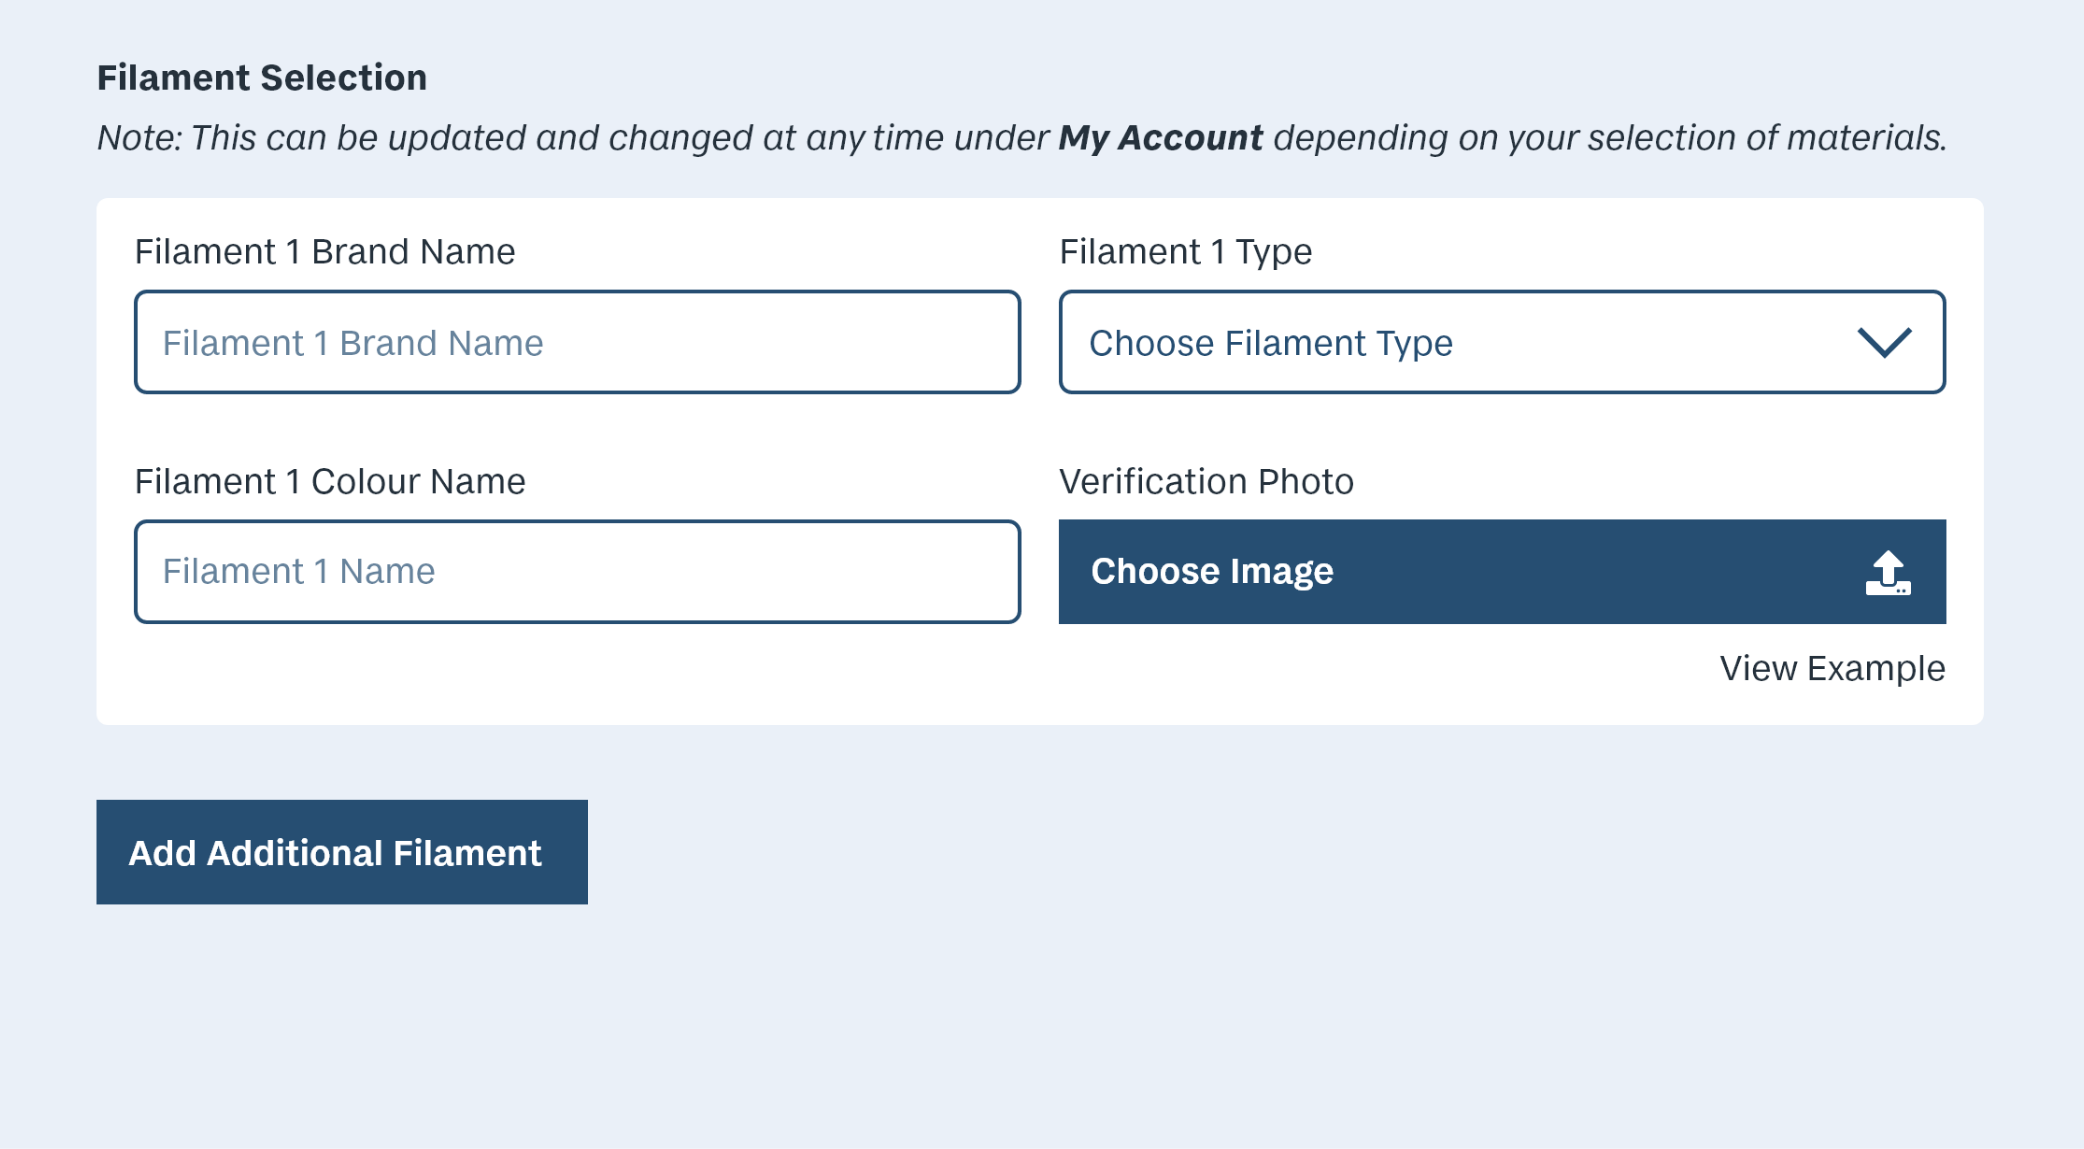 Filament Selection
Note: This can be updated and changed at any time under My Account depending on your selection of materials.
Filament 1 Brand Name
Filament 1 Type
Filament 1 Brand Name
Choose Filament Type
Filament 1 Colour Name
Verification Photo
Filament 1 Name
Choose Image
View Example
Add Additional Filament